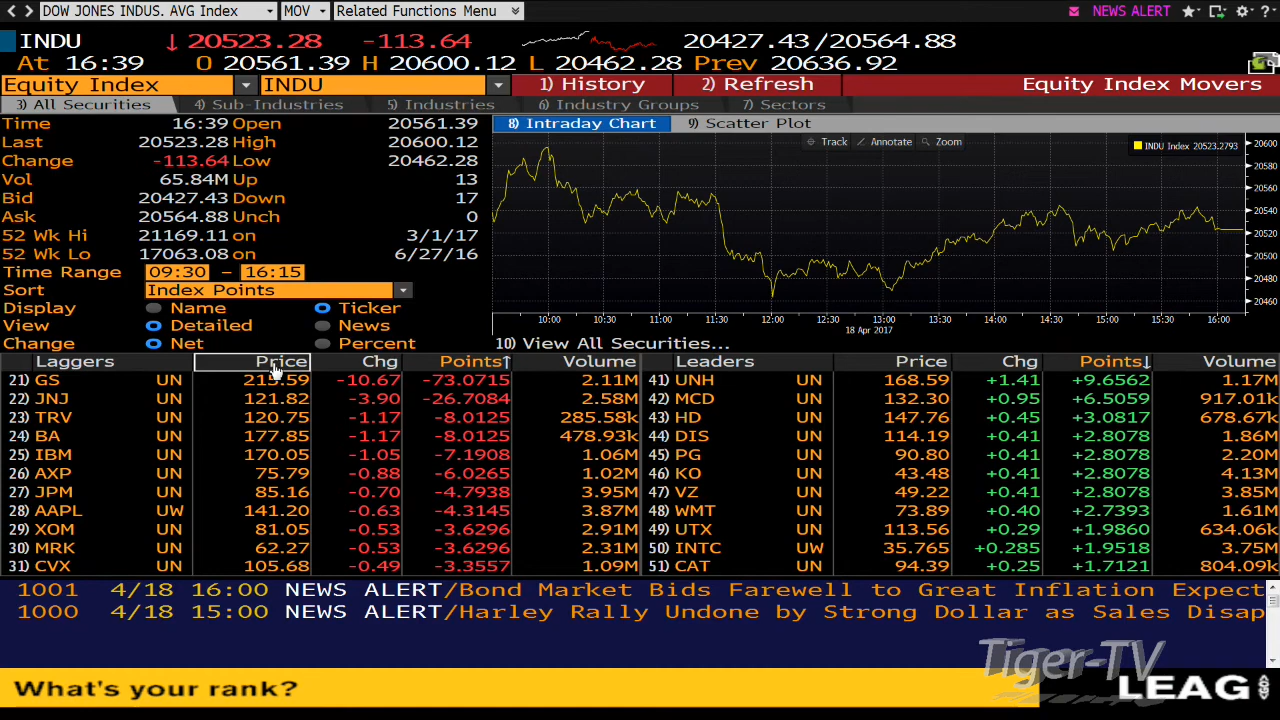 DOW JONES INDUS. AVG Index MOV Related Functions Menu NEWS ALERT
INDU ↓ 20523.28 -113.64 20427.43/20564.88
At 16:39 O 20561.39 H 20600.12 L 20462.28 Prev 20636.92
Equity Index INDU 1) History 2) Refresh Equity Index Movers
3) All Securities 4) Sub-Industries 5) Industries 6) Industry Groups 7) Sectors
Time 16:39 Open 20561.39
Last 20523.28 High 20600.12
Change -113.64 Low 20462.28
Vol 65.84M Up 13
Bid 20427.43 Down 17
Ask 20564.88 Unch 0
52 Wk Hi 21169.11 on 3/1/17
52 Wk Lo 17063.08 on 6/27/16
Time Range 09:30 - 16:15
Sort Index Points
Display Name Ticker
View Detailed News
Change Net Percent
8) Intraday Chart 9) Scatter Plot
Track Annotate Zoom
INDU Index 20523.2793
20600
20580
20560
20540
20520
20500
20480
20460
10:00 10:30 11:00 11:30 12:00 12:30 13:00 13:30 14:00 14:30 15:00 15:30 16:00
18 Apr 2017
10) View All Securities...
Laggers Price Chg Points↑ Volume Leaders Price Chg Points↓ Volume
21) GS UN 215.59 -10.67 -73.0715 2.11M 41) UNH UN 168.59 +1.41 +9.6562 1.17M
22) JNJ UN 121.82 -3.90 -26.7084 2.58M 42) MCD UN 132.30 +0.95 +6.5059 917.01k
23) TRV UN 120.75 -1.17 -8.0125 285.58k 43) HD UN 147.76 +0.45 +3.0817 678.67k
24) BA UN 177.85 -1.17 -8.0125 478.93k 44) DIS UN 114.19 +0.41 +2.8078 1.86M
25) IBM UN 170.05 -1.05 -7.1908 1.06M 45) PG UN 90.80 +0.41 +2.8078 2.20M
26) AXP UN 75.79 -0.88 -6.0265 1.02M 46) KO UN 43.48 +0.41 +2.8078 4.13M
27) JPM UN 85.16 -0.70 -4.7938 3.95M 47) VZ UN 49.22 +0.41 +2.8078 3.85M
28) AAPL UW 141.20 -0.63 -4.3145 3.87M 48) WMT UN 73.89 +0.40 +2.7393 1.61M
29) XOM UN 81.05 -0.53 -3.6296 2.91M 49) UTX UN 113.56 +0.29 +1.9860 634.06k
30) MRK UN 62.27 -0.53 -3.6296 2.31M 50) INTC UW 35.765 +0.285 +1.9518 3.75M
31) CVX UN 105.68 -0.49 -3.3557 1.09M 51) CAT UN 94.39 +0.25 +1.7121 804.09k
1001 4/18 16:00 NEWS ALERT/Bond Market Bids Farewell to Great Inflation Expect
1000 4/18 15:00 NEWS ALERT/Harley Rally Undone by Strong Dollar as Sales Disap
Tiger-TV
What's your rank? LEAG